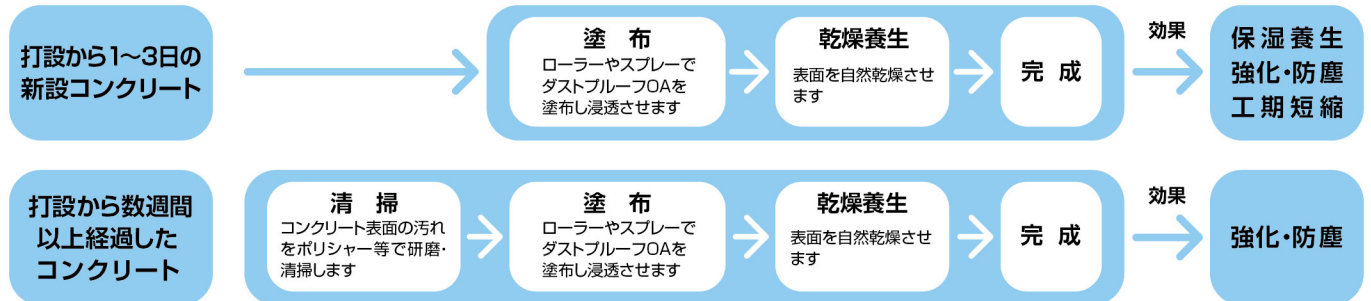 打設から1〜3日の
新設コンクリート
塗 布
ローラーやスプレーで
ダストプルーフOAを
塗布し浸透させます
乾燥養生
表面を自然乾燥させ
ます
完 成
効果
保湿養生
強化・防塵
工期短縮
打設から数週間
以上経過した
コンクリート
清 掃
コンクリート表面の汚れ
をポリシャー等で研磨・
清掃します
塗 布
ローラーやスプレーで
ダストプルーフOAを
塗布し浸透させます
乾燥養生
表面を自然乾燥させ
ます
完 成
効果
強化・防塵